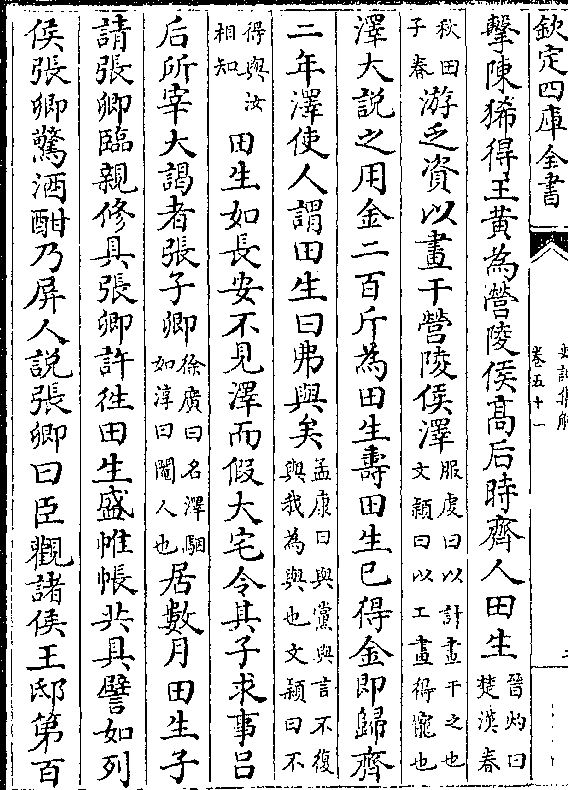 欽定四庫全書
卷五十一
擊陳豨得王黃為營陵侯髙后時齊人田生晉灼曰楚漢春
秋田子春游乏資以畫干營陵侯澤服虔曰以計畫干之也文穎曰以工畫得寵也
澤大說之用金二百斤為田生壽田生已得金即歸齊
二年澤使人謂田生曰弗與矣孟康曰與黨與言不復與我為與也文穎曰不
得與汝相知田生如長安不見澤而假大宅令其子求事吕
后所宰大謁者張子卿徐廣曰名澤駰如淳曰閹人也居數月田生子
請張卿臨親修具張卿許往田生盛帷帳共具譬如列
侯張卿驚酒酣乃屏人說張卿曰臣觀諸侯王邸第百